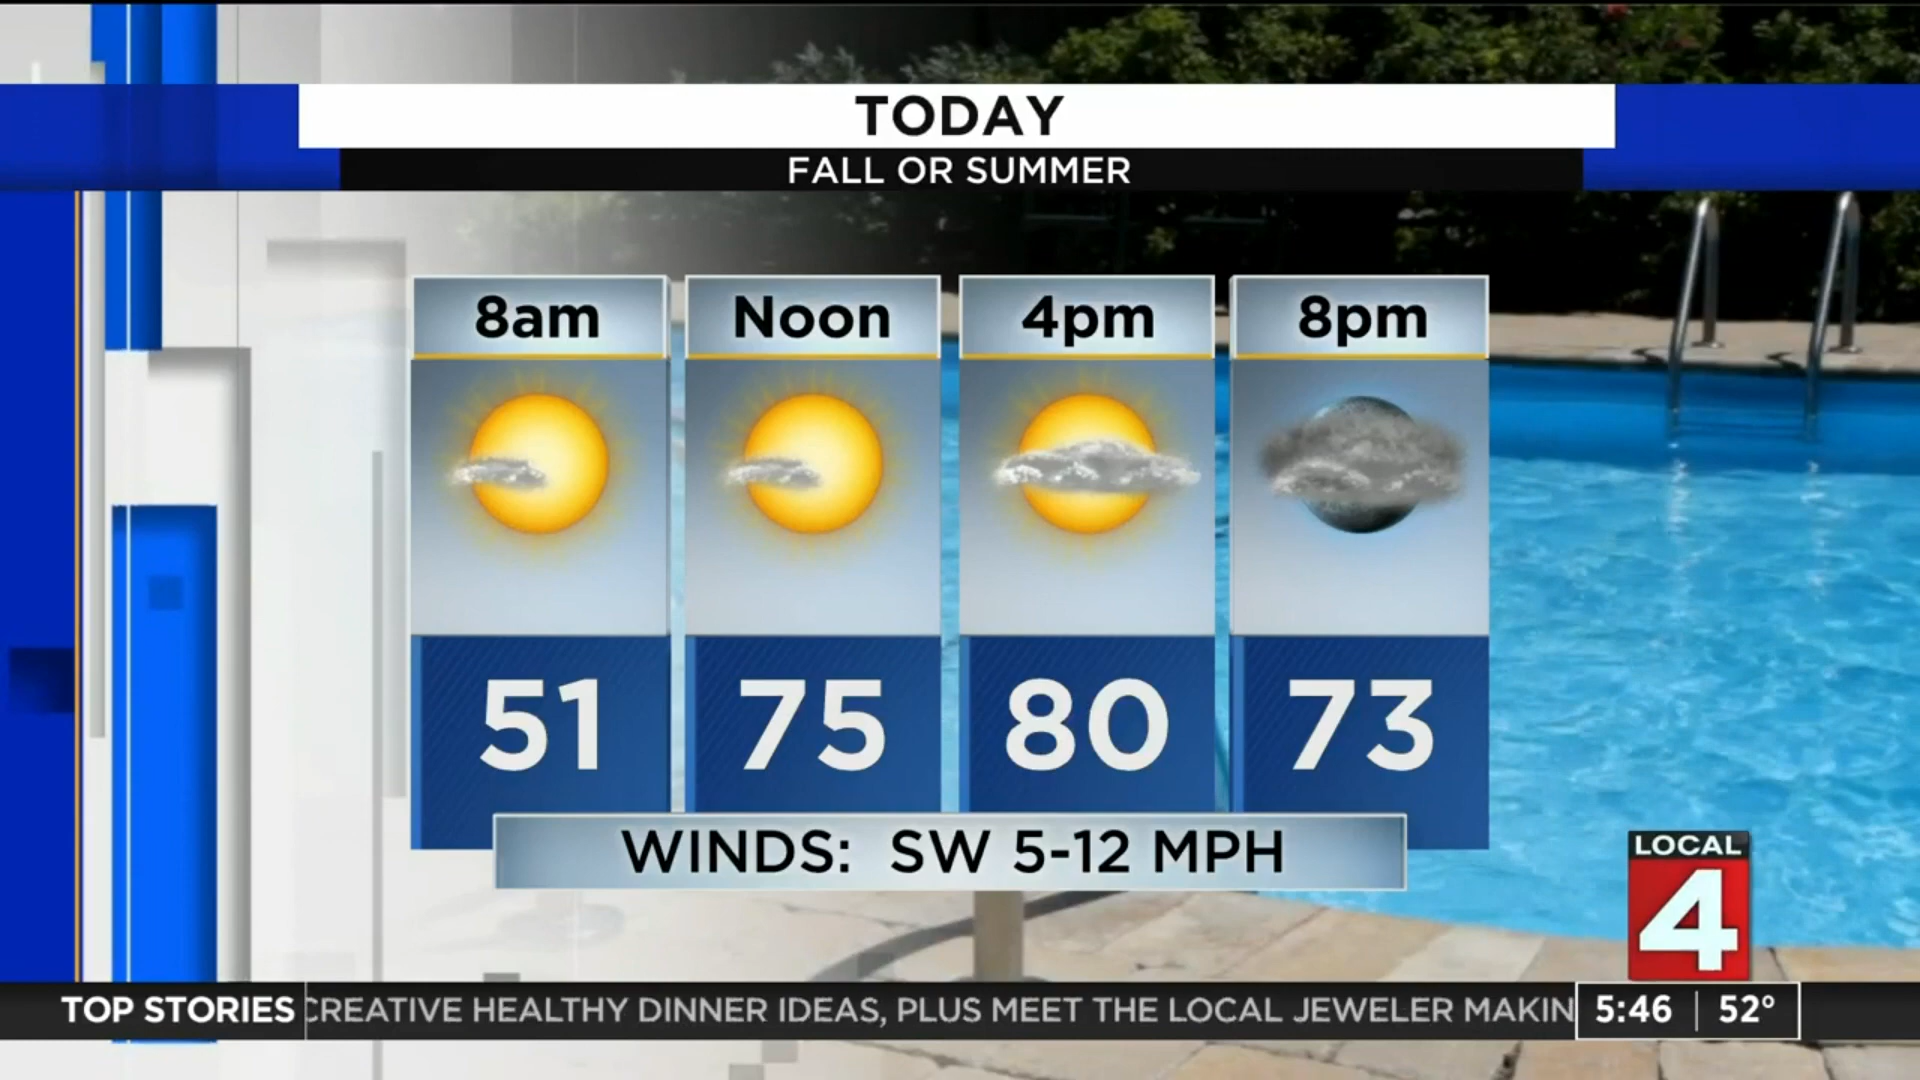 TODAY
FALL OR SUMMER
8am Noon 4pm 8pm
51 75 80 73
WINDS: SW 5-12 MPH
LOCAL
4
TOP STORIES CREATIVE HEALTHY DINNER IDEAS, PLUS MEET THE LOCAL JEWELER MAKIN 5:46 52°